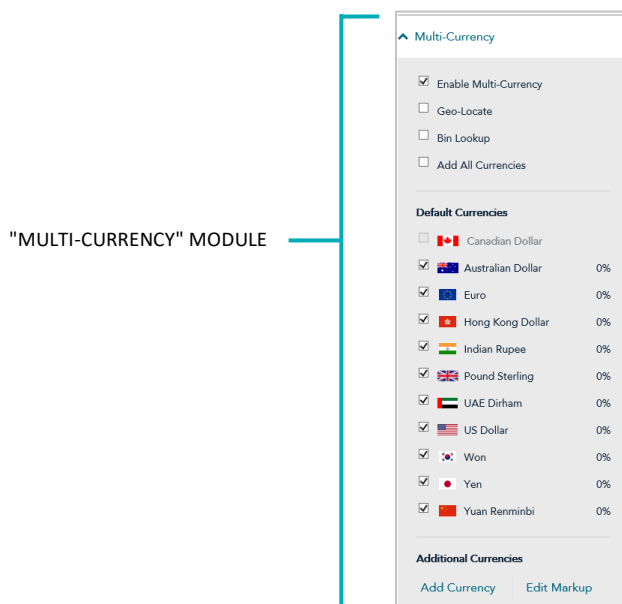 Multi-Currency
Enable Multi-Currency
Geo-Locate
Bin Lookup
Add All Currencies
"MULTI-CURRENCY" MODULE
Default Currencies
Canadian Dollar
Australian Dollar 0%
Euro 0%
Hong Kong Dollar 0%
Indian Rupee 0%
Pound Sterling 0%
UAE Dirham 0%
US Dollar 0%
Won 0%
Yen 0%
Yuan Renminbi 0%
Additional Currencies
Add Currency Edit Markup